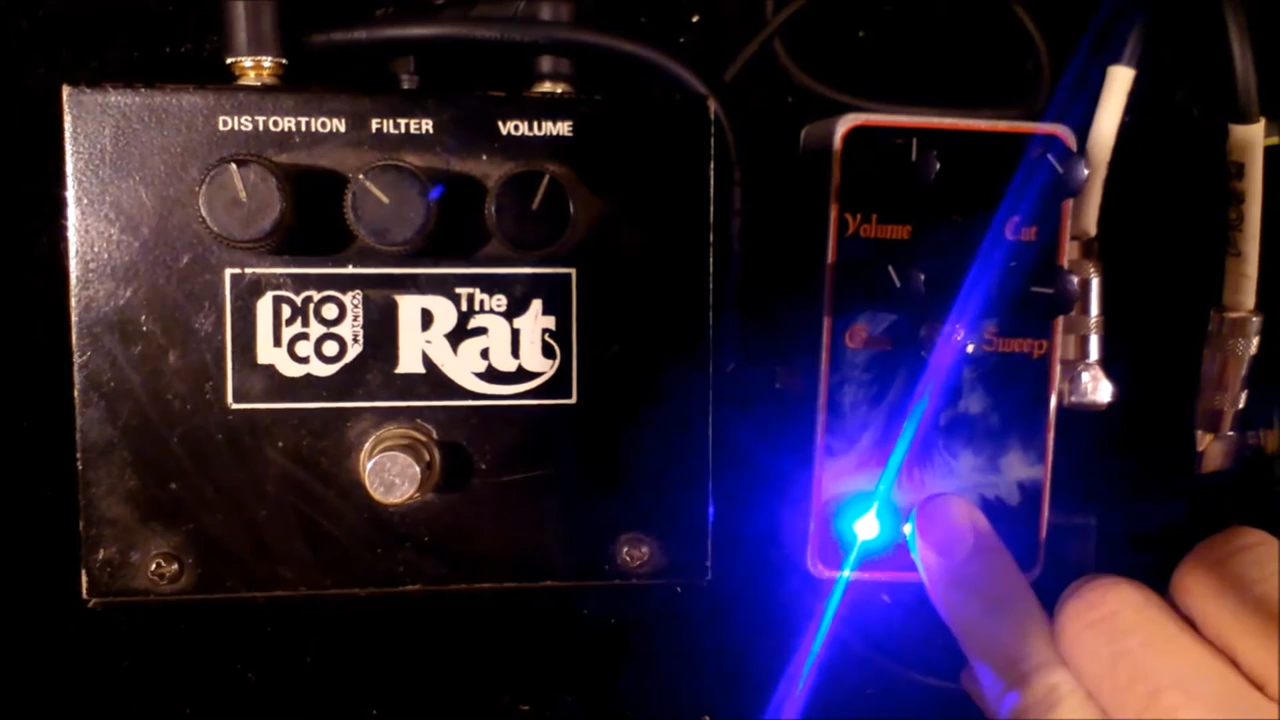 DISTORTION FILTER VOLUME
pro
co
SOUND INC
The
Rat
Volume Cut
Sweep